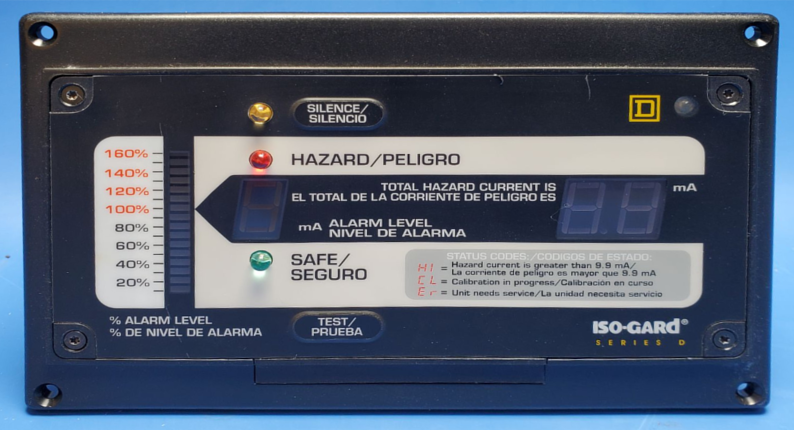 SILENCE/
SILENCIO
D
160%
140%
120%
100%
80%
60%
40%
20%
HAZARD/PELIGRO
TOTAL HAZARD CURRENT IS
EL TOTAL DE LA CORRIENTE DE PELIGRO ES
mA
mA ALARM LEVEL
NIVEL DE ALARMA
SAFE/
SEGURO
STATUS CODES:/CÓDIGOS DE ESTADO:
HI = Hazard current is greater than 9.9 mA/
La corriente de peligro es mayor que 9.9 mA
CL = Calibration in progress/Calibración en curso
Er = Unit needs service/La unidad necesita servicio
% ALARM LEVEL
% DE NIVEL DE ALARMA
TEST/
PRUEBA
ISO-GARD®
SERIES D